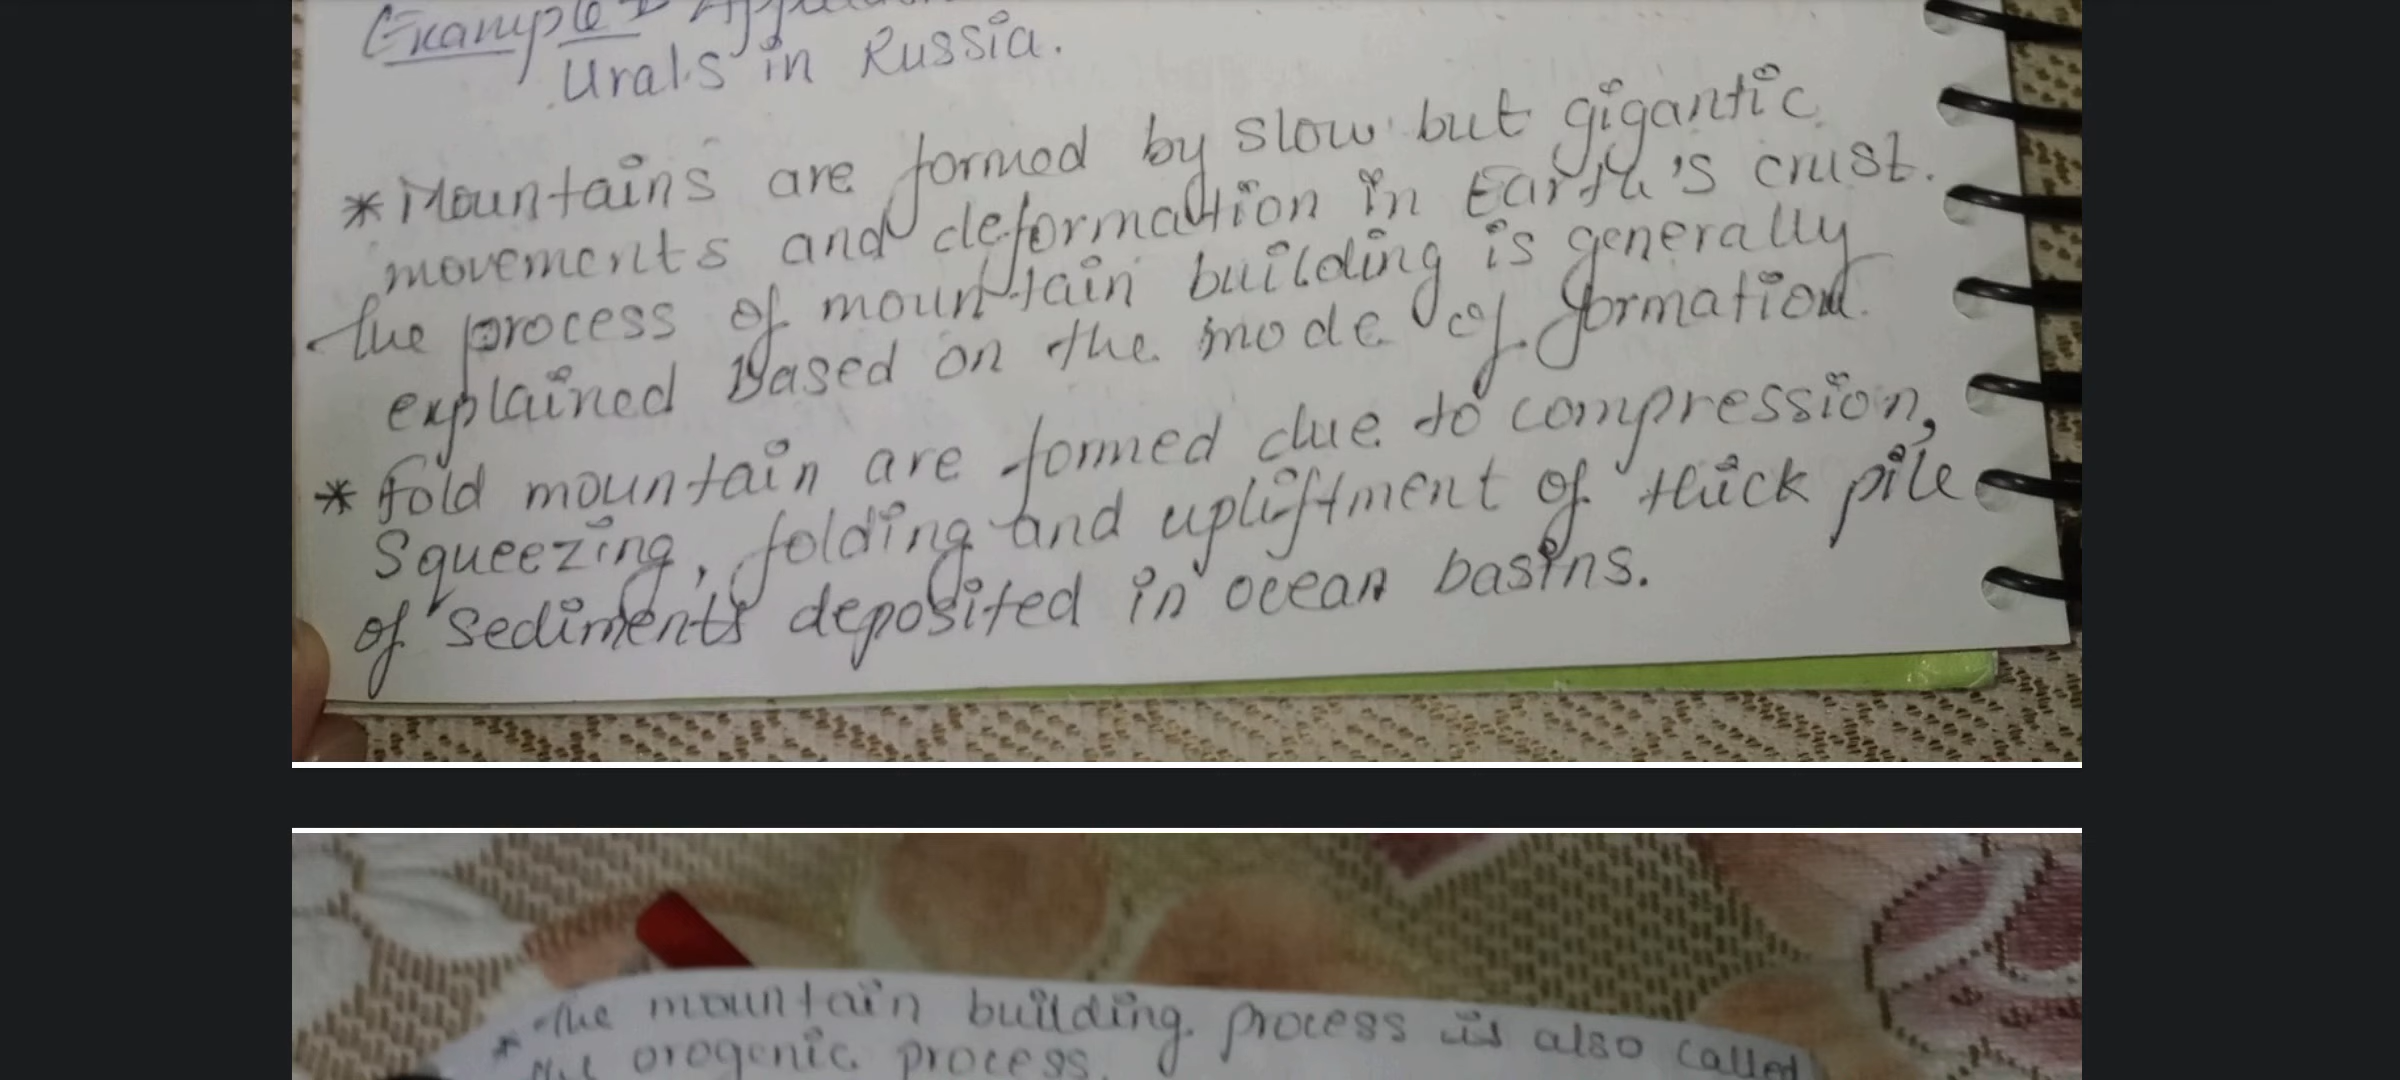 Example:
Urals in Russia.
* Mountains are formed by slow but gigantic
movements and deformation in Earth's crust.
the process of mountain building is generally
explained Based on the mode of formation.
* fold mountain are formed due to compression,
Squeezing, folding and upliftment of thick pile
of sediments deposited in ocean basins.
* The mountain building process is also called
orogenic process.